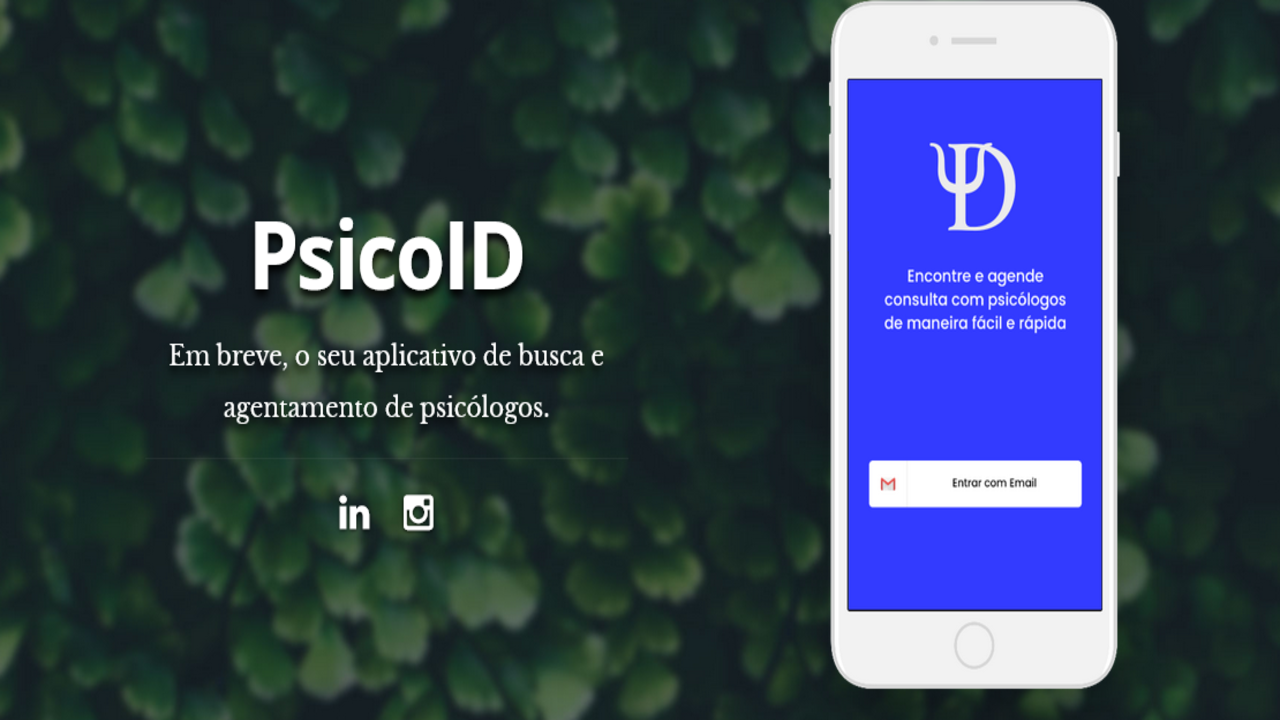 PsicoID
Em breve, o seu aplicativo de busca e
agentamento de psicólogos.
in
ΨD
Encontre e agende
consulta com psicólogos
de maneira fácil e rápida
Entrar com Email